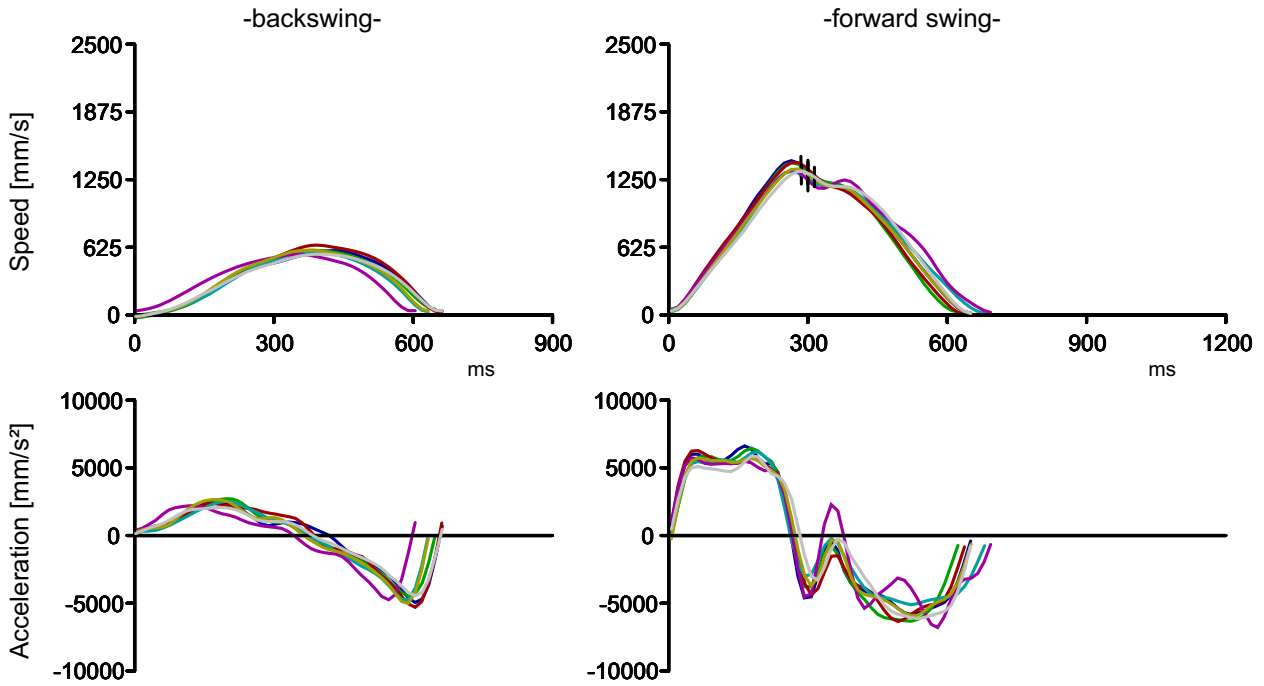 -backswing-
-forward swing-
Speed [mm/s]
2500
1875
1250
625
0
0 300 600 900
ms
2500
1875
1250
625
0
0 300 600 900 1200
ms
Acceleration [mm/s²]
10000
5000
0
-5000
-10000
10000
5000
0
-5000
-10000